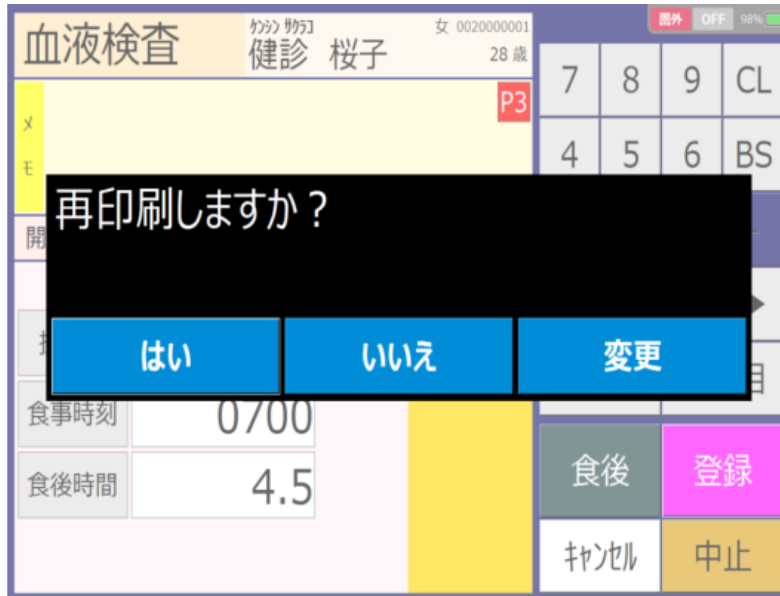 血液検査
ｹﾝｼﾝ ｻｸﾗｺ
健診 桜子
女 0020000001
28 歳
圏外 OFF 98%
P3
メモ
7 8 9 CL
4 5 6 BS
再印刷しますか？
はい いいえ 変更
開
食事時刻 0700
食後時間 4.5
食後 登録
ｷｬﾝｾﾙ 中止